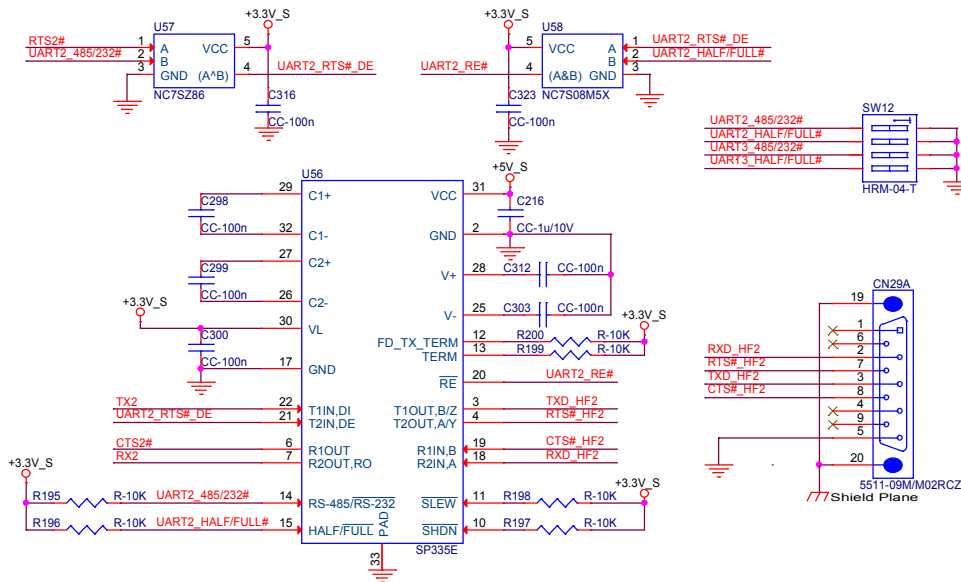 U57
+3.3V_S
RTS2#
UART2_485/232#
1
2
3
A
B
GND
VCC
(A^B)
5
4
UART2_RTS#_DE
NC7SZ86
C316
CC-100n
+3.3V_S
U58
UART2_RE#
5
4
VCC
(A&B)
A
B
GND
1
2
3
UART2_RTS#_DE
UART2_HALF/FULL#
NC7S08M5X
C323
CC-100n
SW12
UART2_485/232#
UART2_HALF/FULL#
UART3_485/232#
UART3_HALF/FULL#
HRM-04-T
U56
+5V_S
29
C1+
VCC
31
C298
C216
CC-100n
CC-1u/10V
32
C1-
GND
2
27
C2+
C299
V+
28
C312
CC-100n
CC-100n
26
C2-
V-
25
C303
CC-100n
+3.3V_S
30
VL
+3.3V_S
C300
CC-100n
FD_TX_TERM
12
R200
R-10K
TERM
13
R199
R-10K
17
GND
RE
20
UART2_RE#
TX2
22
T1IN,DI
T1OUT,B/Z
3
TXD_HF2
UART2_RTS#_DE
21
T2IN,DE
T2OUT,A/Y
4
RTS#_HF2
CTS2#
6
R1OUT
R1IN,B
19
CTS#_HF2
RX2
7
R2OUT,RO
R2IN,A
18
RXD_HF2
+3.3V_S
+3.3V_S
R195
R-10K
UART2_485/232#
14
RS-485/RS-232
SLEW
11
R198
R-10K
R196
R-10K
UART2_HALF/FULL#
15
HALF/FULL
PAD
SHDN
10
R197
R-10K
33
SP335E
CN29A
19
1
6
RXD_HF2
2
RTS#_HF2
7
TXD_HF2
3
CTS#_HF2
8
4
9
5
20
5511-09M/M02RCZ
Shield Plane